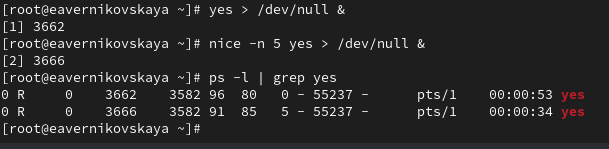 [root@eavernikovskaya ~]# yes > /dev/null &
[1] 3662
[root@eavernikovskaya ~]# nice -n 5 yes > /dev/null &
[2] 3666
[root@eavernikovskaya ~]# ps -l | grep yes
0 R     0    3662    3582 96  80   0 - 55237 -      pts/1    00:00:53 yes
0 R     0    3666    3582 91  85   5 - 55237 -      pts/1    00:00:34 yes
[root@eavernikovskaya ~]#